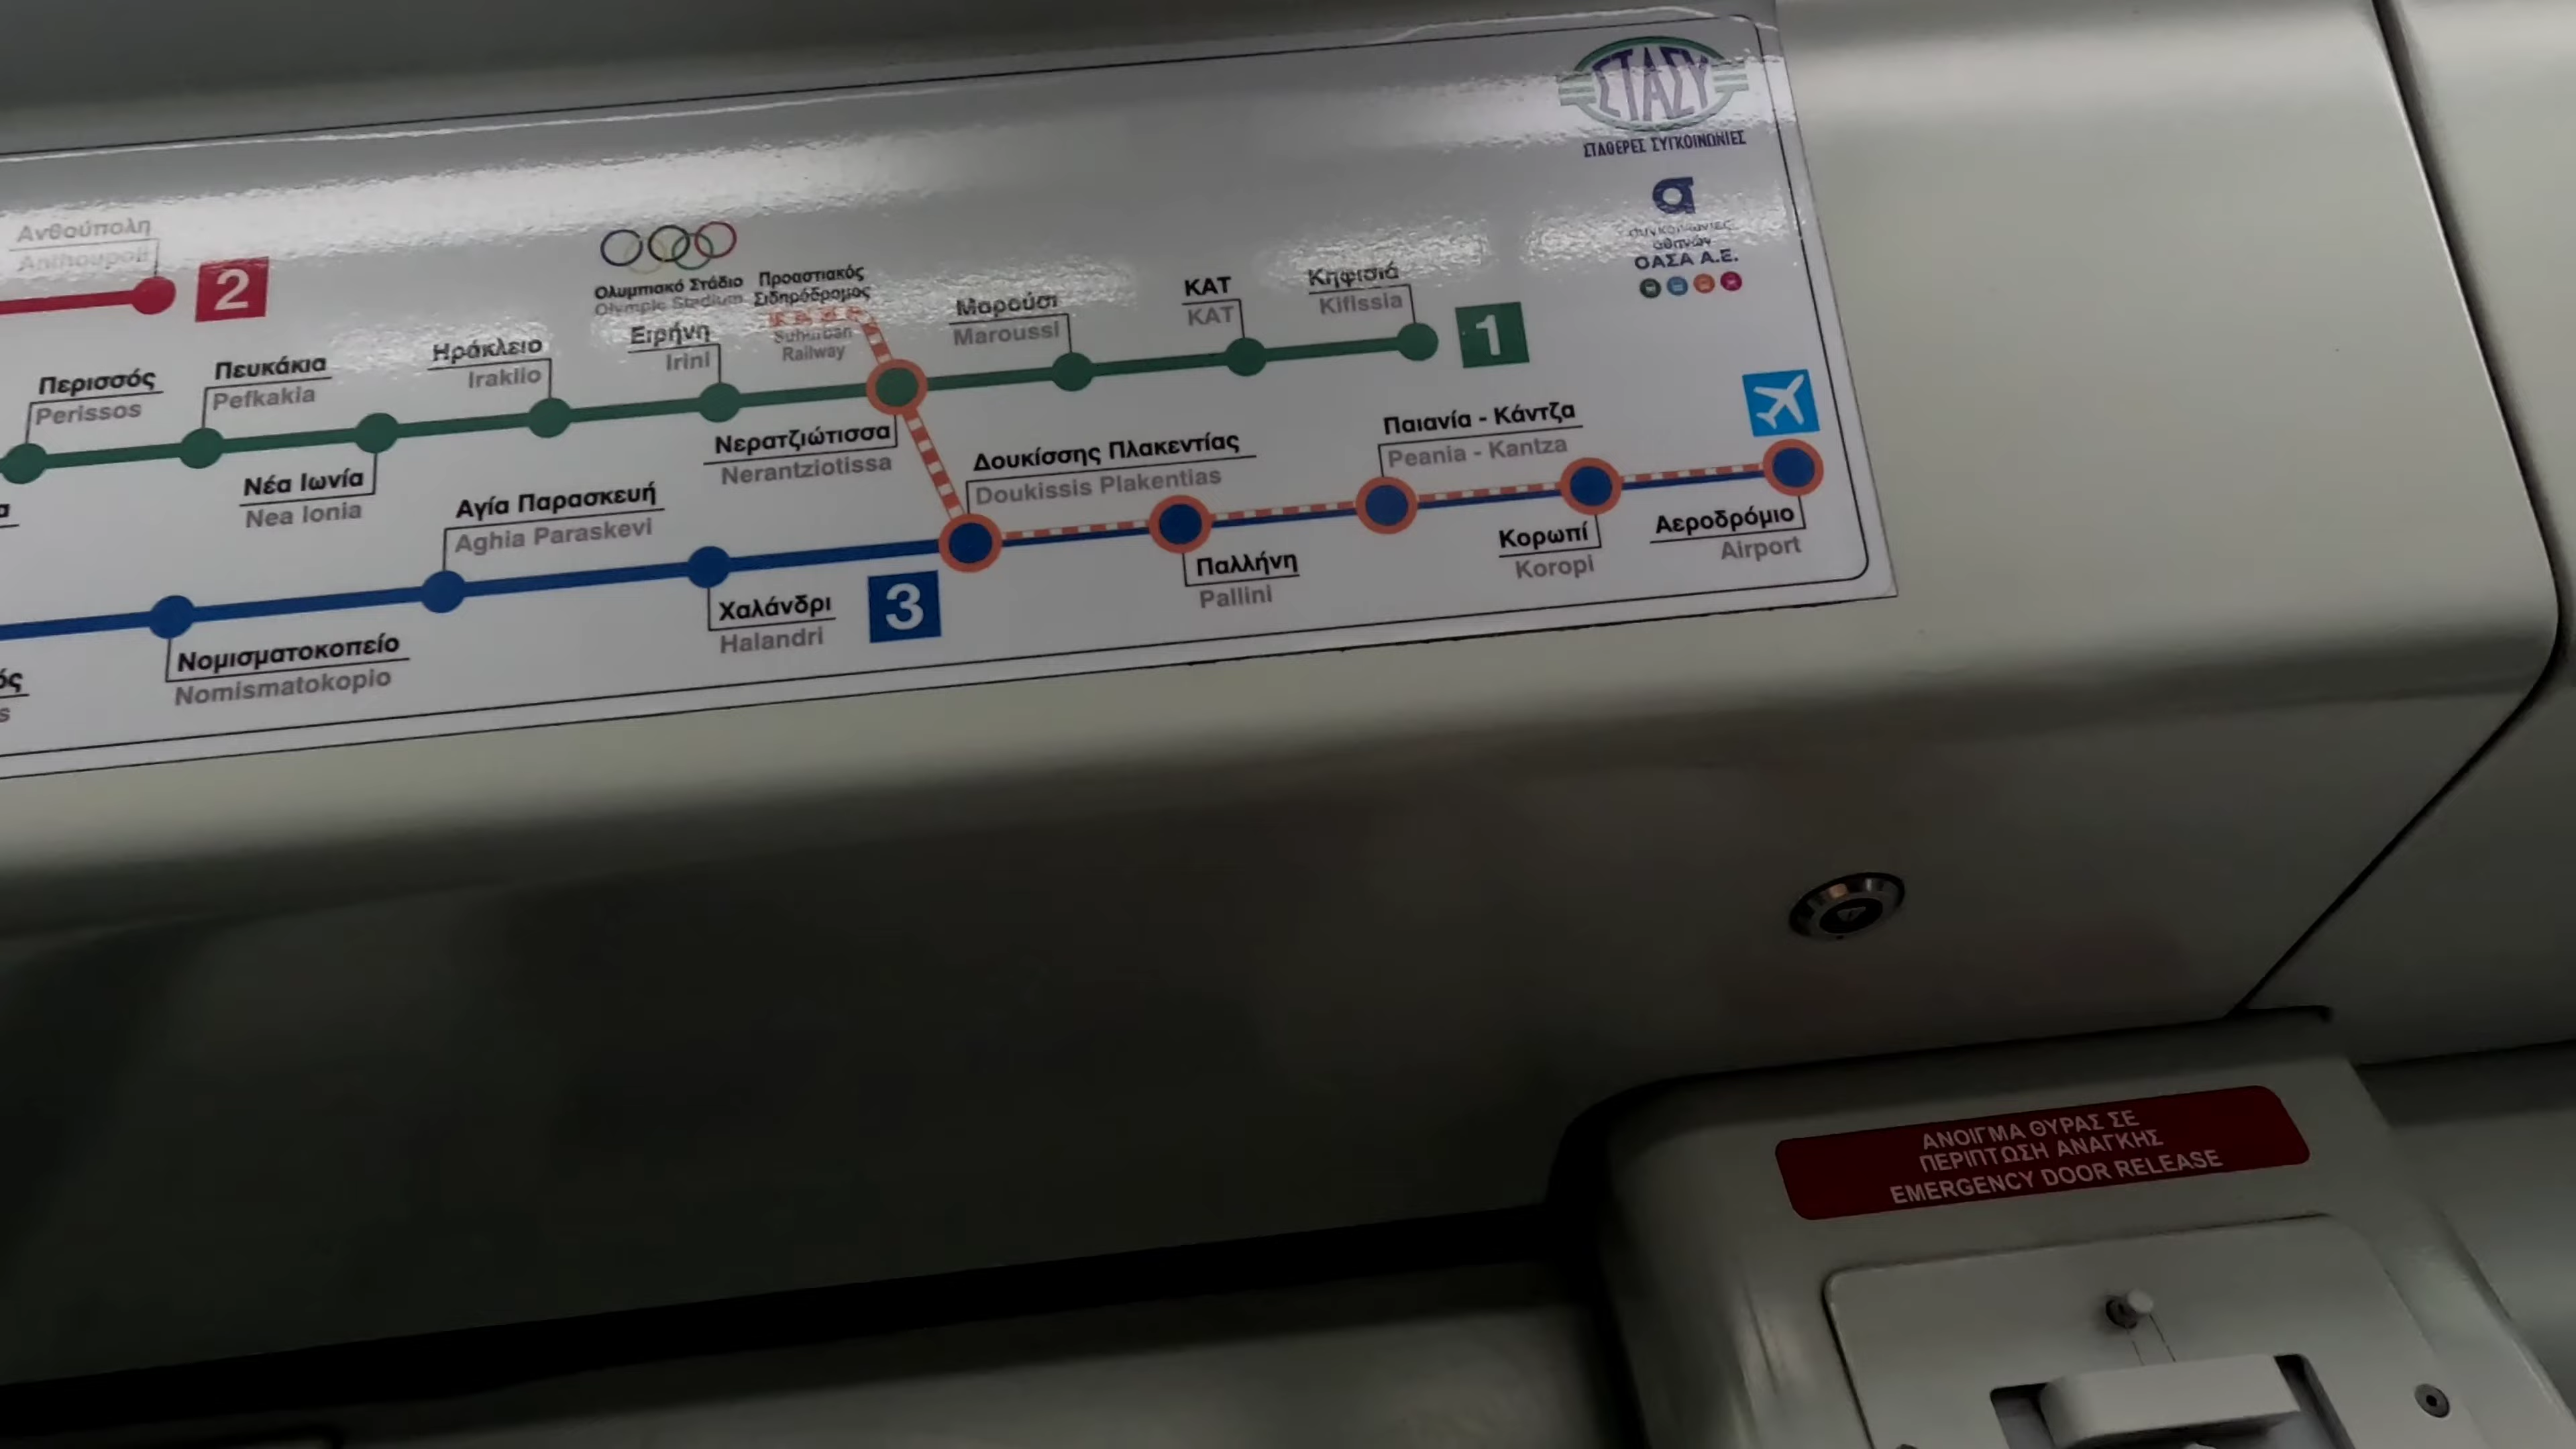 ΣΤΑΣΥ
ΣΤΑΘΕΡΕΣ ΣΥΓΚΟΙΝΩΝΙΕΣ
συγκοινωνίες
αθηνών
ΟΑΣΑ Α.Ε.
Ανθούπολη
Anthoupoli
2
Ολυμπιακό Στάδιο
Olympic Stadium
Προαστιακός
Σιδηρόδρομος
Suburban
Railway
Περισσός
Perissos
Πευκάκια
Pefkakia
Νέα Ιωνία
Nea Ionia
Ηράκλειο
Iraklio
Ειρήνη
Irini
Νερατζιώτισσα
Nerantziotissa
Μαρούσι
Maroussi
ΚΑΤ
KAT
Κηφισιά
Kifissia
1
Νομισματοκοπείο
Nomismatokopio
Αγία Παρασκευή
Aghia Paraskevi
Χαλάνδρι
Halandri
3
Δουκίσσης Πλακεντίας
Doukissis Plakentias
Παλλήνη
Pallini
Παιανία - Κάντζα
Peania - Kantza
Κορωπί
Koropi
Αεροδρόμιο
Airport
ΑΝΟΙΓΜΑ ΘΥΡΑΣ ΣΕ
ΠΕΡΙΠΤΩΣΗ ΑΝΑΓΚΗΣ
EMERGENCY DOOR RELEASE